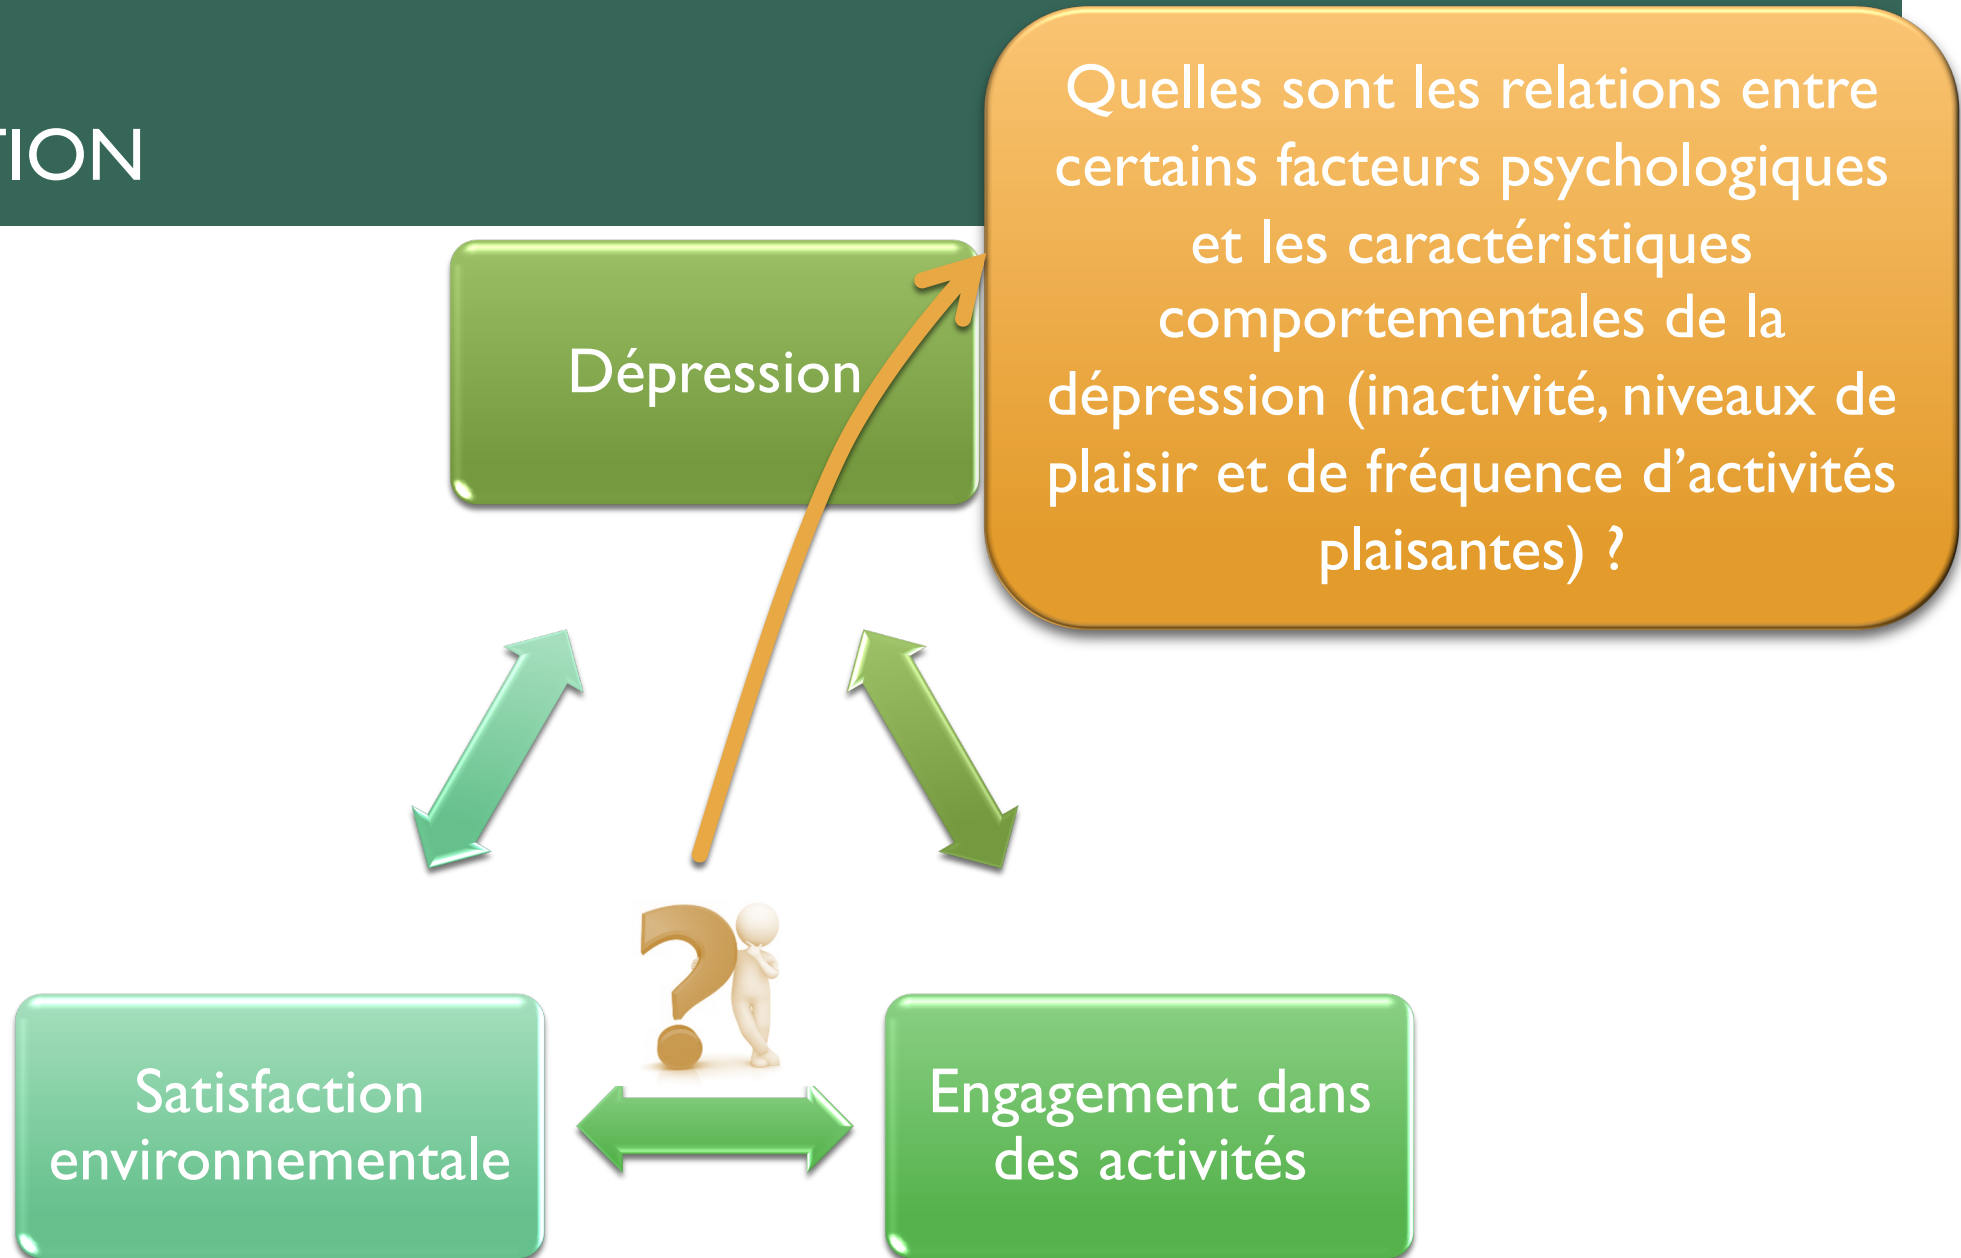 TION
Quelles sont les relations entre
certains facteurs psychologiques
et les caractéristiques
comportementales de la
dépression (inactivité, niveaux de
plaisir et de fréquence d’activités
plaisantes) ?
Dépression
?
Satisfaction
environnementale
Engagement dans
des activités